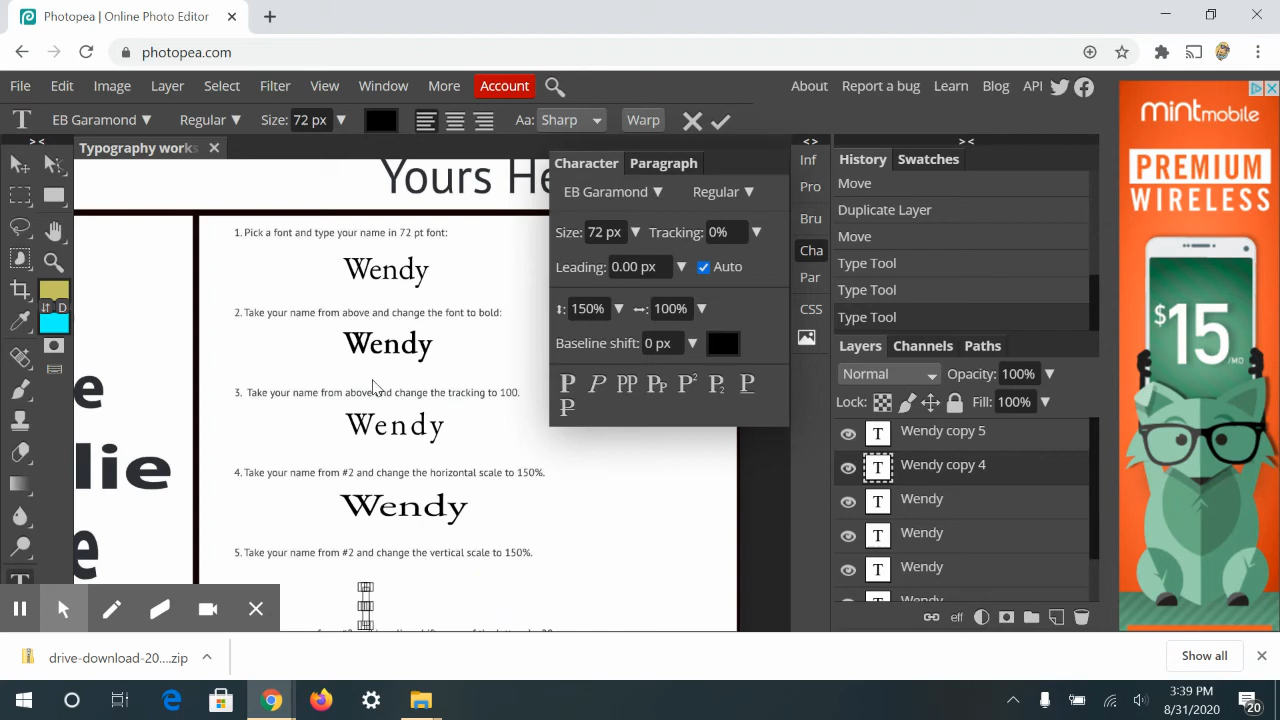 Photopea | Online Photo Editor
photopea.com
File Edit Image Layer Select Filter View Window More Account About Report a bug Learn Blog API
EB Garamond Regular Size: 72 px Aa: Sharp Warp
Typography works
Yours He
1. Pick a font and type your name in 72 pt font:
Wendy
2. Take your name from above and change the font to bold:
Wendy
3. Take your name from above and change the tracking to 100.
Wendy
4. Take your name from #2 and change the horizontal scale to 150%.
Wendy
5. Take your name from #2 and change the vertical scale to 150%.
e
lie
e
Character Paragraph
EB Garamond Regular
Size: 72 px Tracking: 0%
Leading: 0.00 px Auto
150% 100%
Baseline shift: 0 px
Inf
Pro
Bru
Cha
Par
CSS
History Swatches
Move
Duplicate Layer
Move
Type Tool
Type Tool
Type Tool
Layers Channels Paths
Normal Opacity: 100%
Lock: Fill: 100%
T Wendy copy 5
T Wendy copy 4
T Wendy
T Wendy
T Wendy
Wendy
eff
mintmobile
PREMIUM
WIRELESS
$15/MO
drive-download-20....zip
Show all
3:39 PM
8/31/2020
20